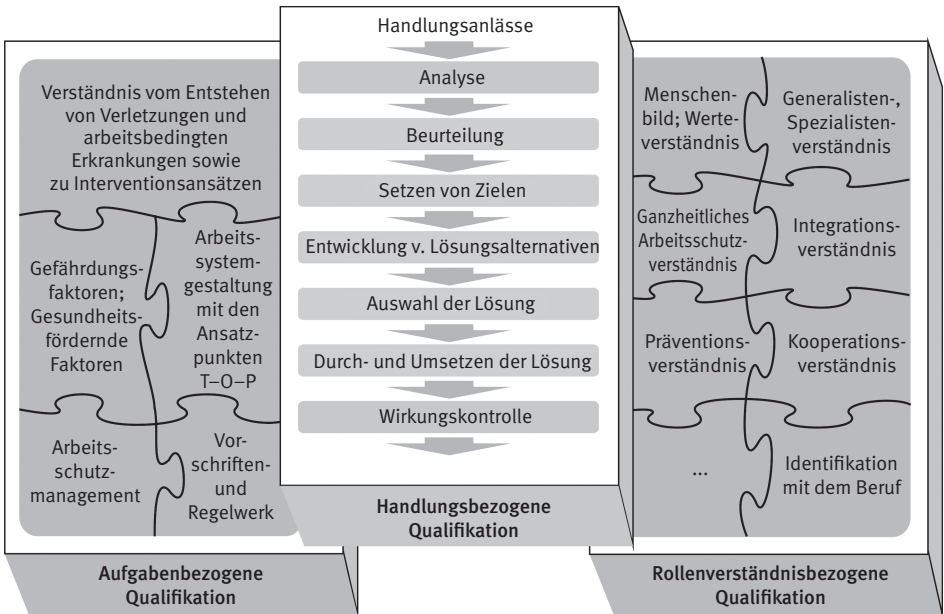 Verständnis vom Entstehen
von Verletzungen und
arbeitsbedingten
Erkrankungen sowie
zu Interventionsansätzen
Gefährdungs-
faktoren;
Gesundheits-
fördernde
Faktoren
Arbeits-
system-
gestaltung
mit den
Ansatz-
punkten
T–O–P
Arbeits-
schutz-
management
Vor-
schriften-
und
Regelwerk
Aufgabenbezogene
Qualifikation
Handlungsanlässe
Analyse
Beurteilung
Setzen von Zielen
Entwicklung v. Lösungsalternativen
Auswahl der Lösung
Durch- und Umsetzen der Lösung
Wirkungskontrolle
Handlungsbezogene
Qualifikation
Menschen-
bild; Werte-
verständnis
Generalisten-,
Spezialisten-
verständnis
Ganzheitliches
Arbeitsschutz-
verständnis
Integrations-
verständnis
Präventions-
verständnis
Kooperations-
verständnis
...
Identifikation
mit dem Beruf
Rollenverständnisbezogene
Qualifikation